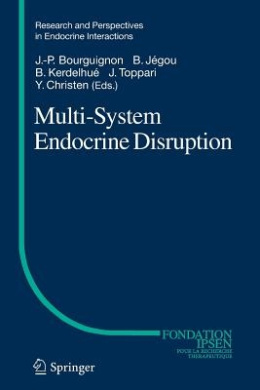 Research and Perspectives
in Endocrine Interactions
J.-P. Bourguignon B. Jégou
B. Kerdelhué J. Toppari
Y. Christen (Eds.)
Multi-System
Endocrine Disruption
FONDATION
IPSEN
POUR LA RECHERCHE
THÉRAPEUTIQUE
Springer